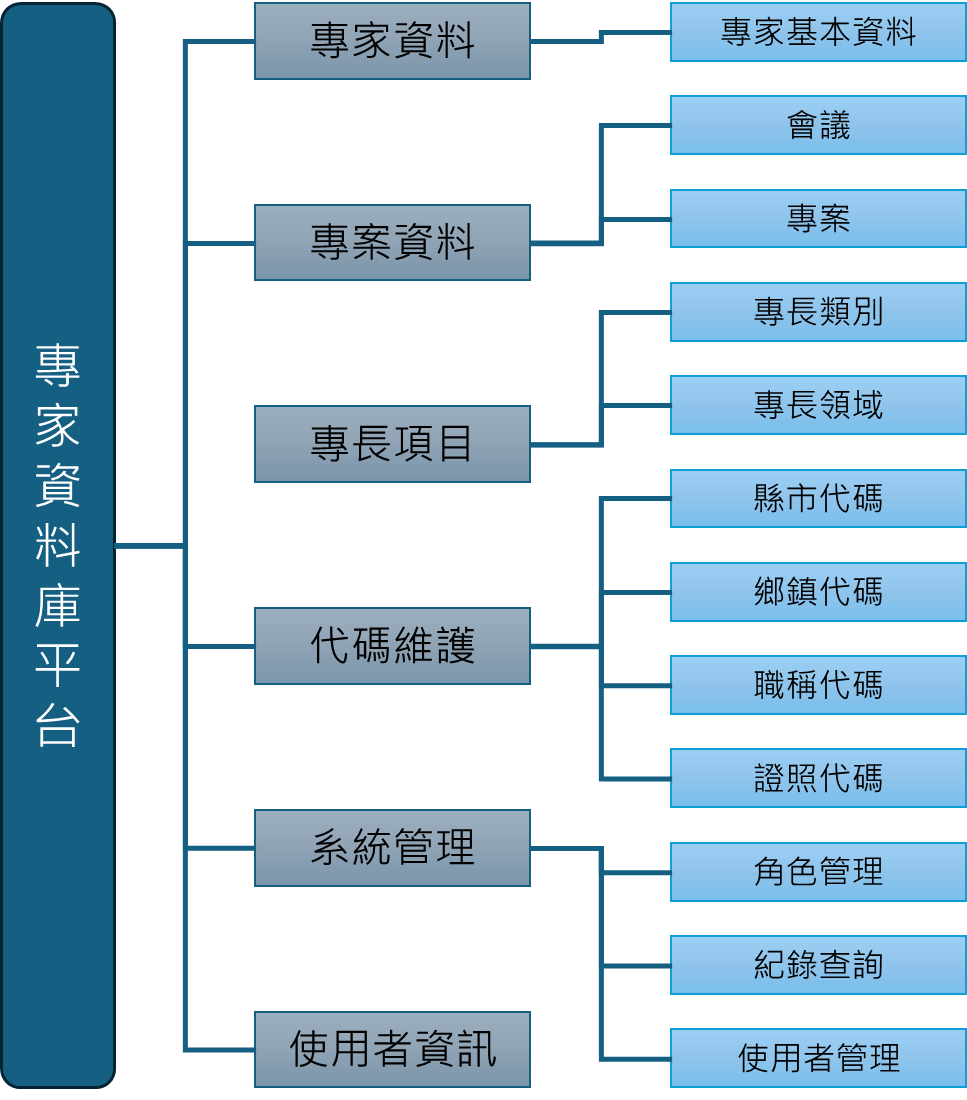 專家資料庫平台
專家資料
專家基本資料
專案資料
會議
專案
專長項目
專長類別
專長領域
代碼維護
縣市代碼
鄉鎮代碼
職稱代碼
證照代碼
系統管理
角色管理
紀錄查詢
使用者管理
使用者資訊